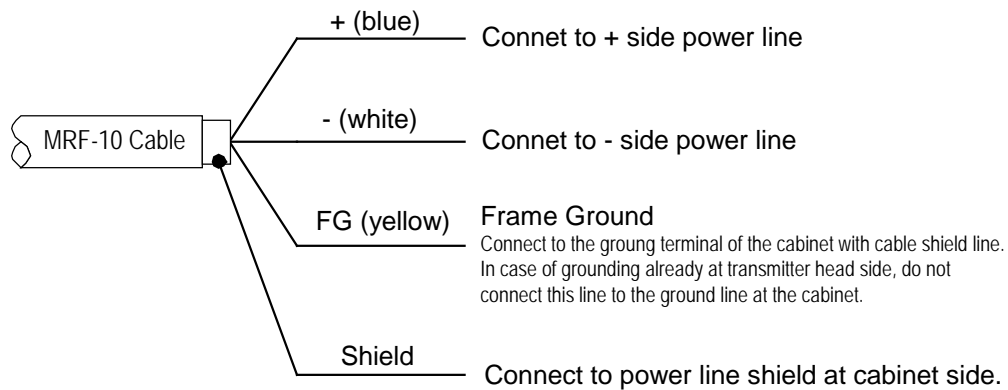 + (blue)
Connet to + side power line
MRF-10 Cable
- (white)
Connet to - side power line
FG (yellow)
Frame Ground
Connect to the groung terminal of the cabinet with cable shield line.
In case of grounding already at transmitter head side, do not
connect this line to the ground line at the cabinet.
Shield
Connect to power line shield at cabinet side.